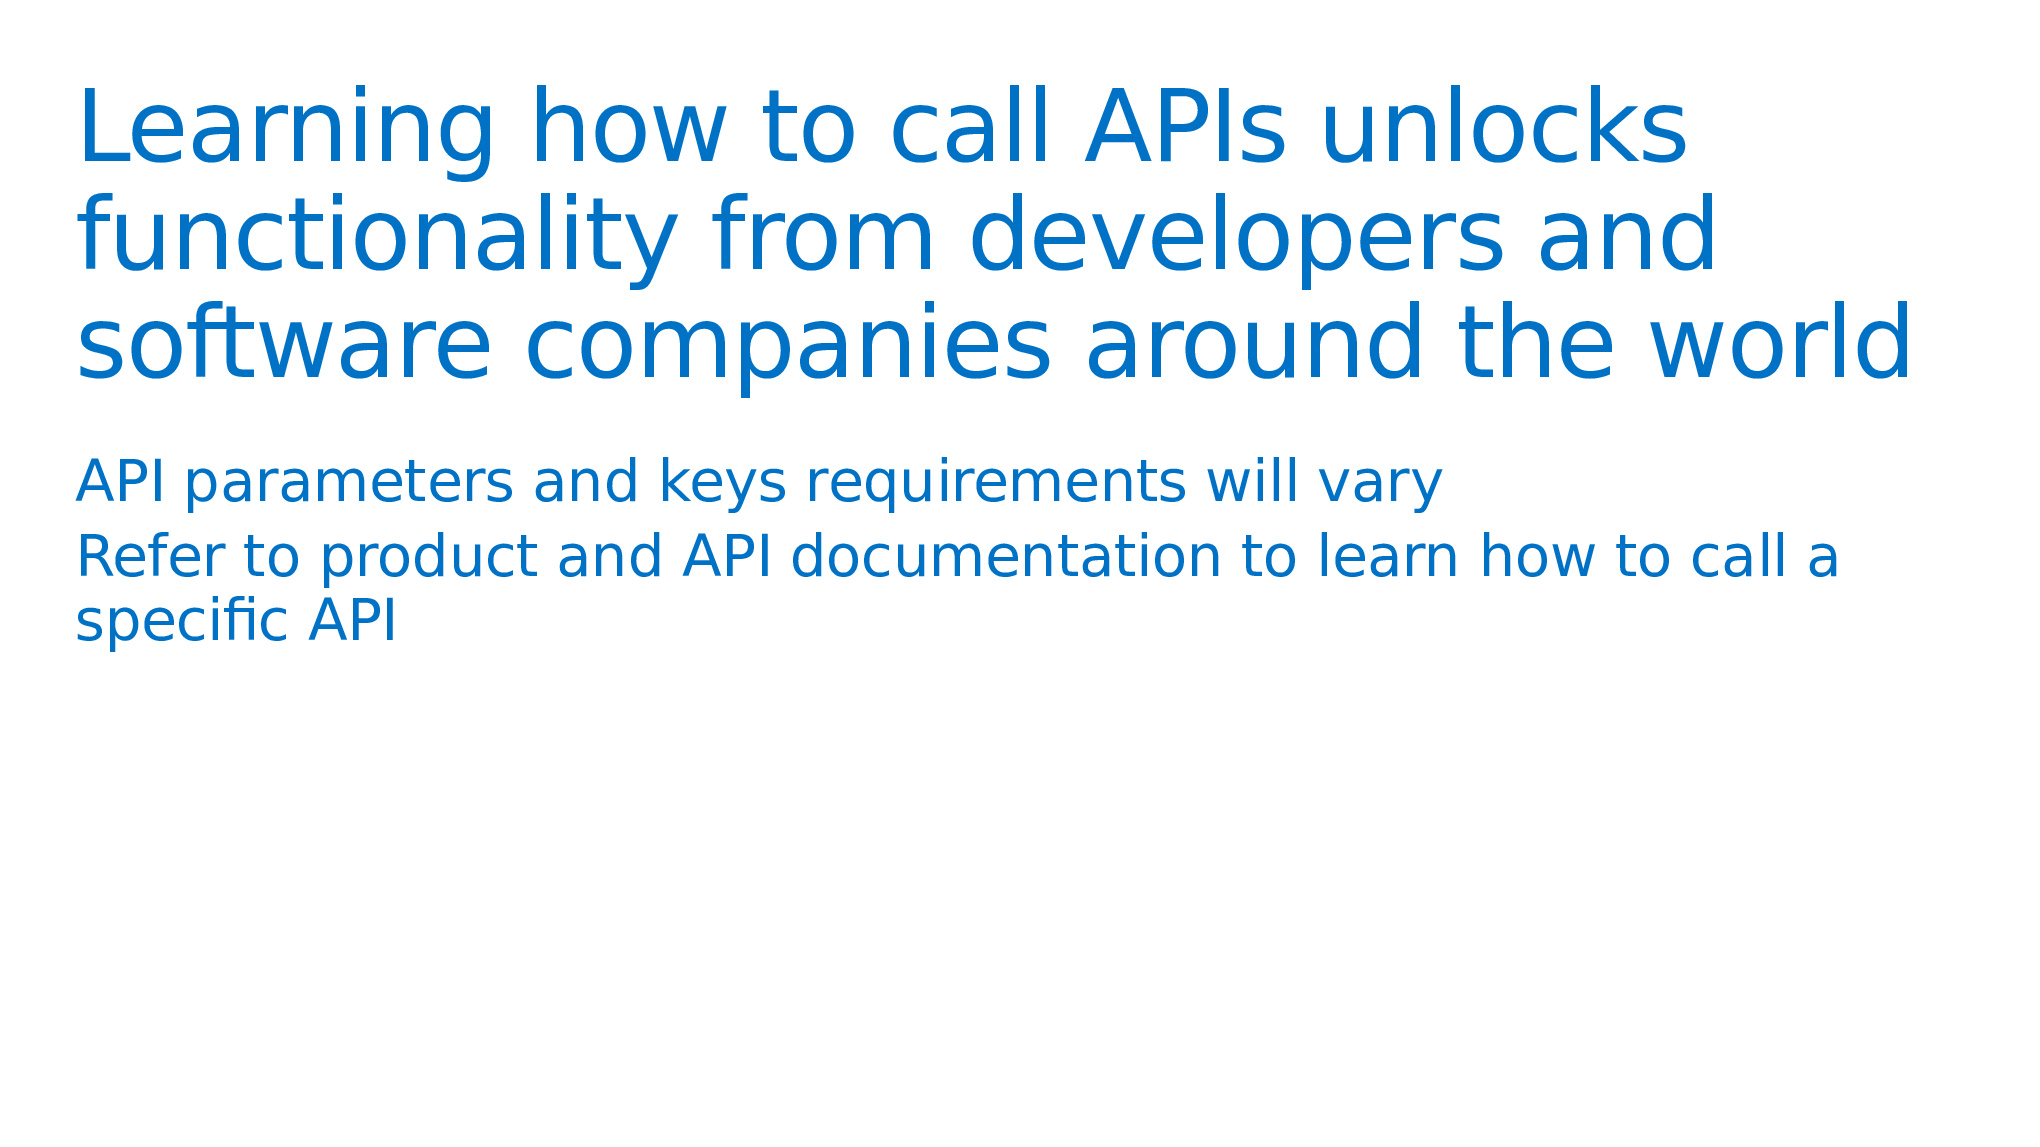 Learning how to call APIs unlocks
functionality from developers and
software companies around the world
API parameters and keys requirements will vary
Refer to product and API documentation to learn how to call a
specific API